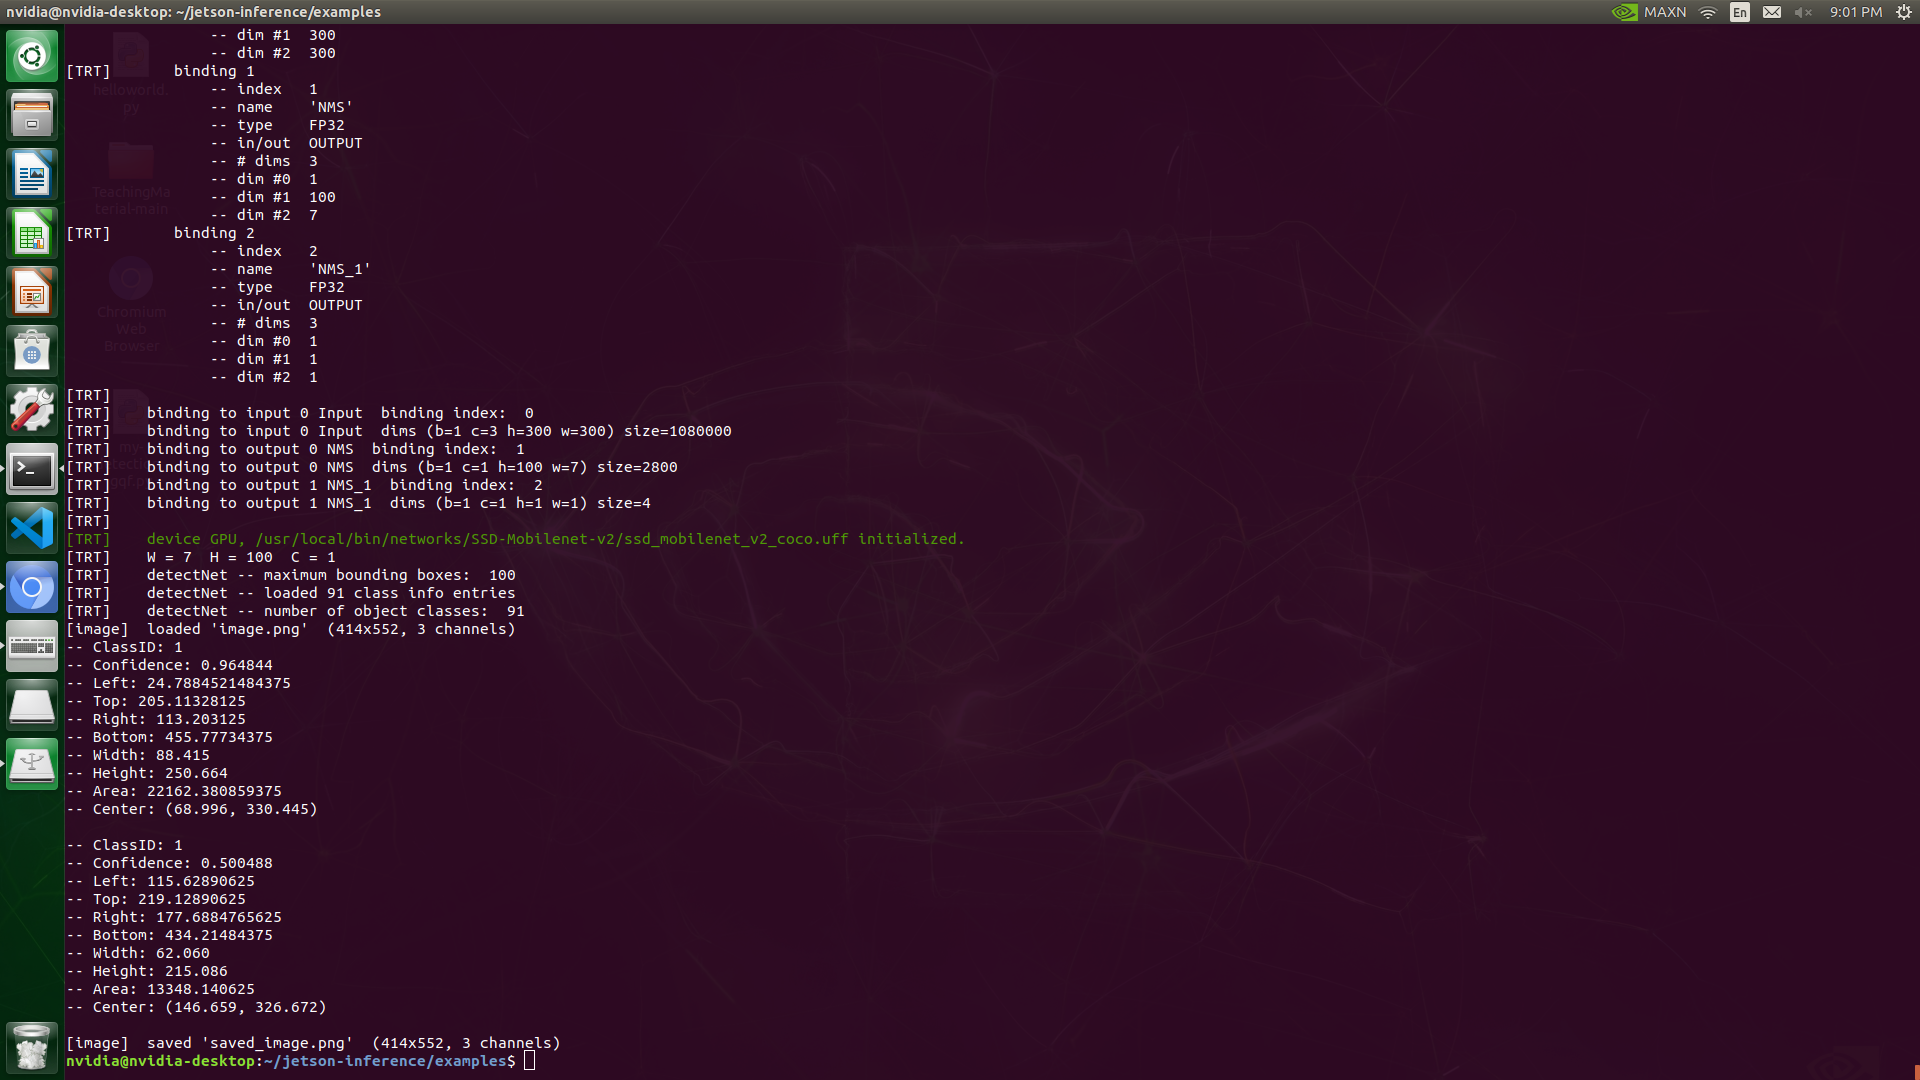 nvidia@nvidia-desktop: ~/jetson-inference/examples
MAXN En 9:01 PM
-- dim #1 300
-- dim #2 300
[TRT] binding 1
-- index 1
-- name 'NMS'
-- type FP32
-- in/out OUTPUT
-- # dims 3
-- dim #0 1
-- dim #1 100
-- dim #2 7
[TRT] binding 2
-- index 2
-- name 'NMS_1'
-- type FP32
-- in/out OUTPUT
-- # dims 3
-- dim #0 1
-- dim #1 1
-- dim #2 1
[TRT]
[TRT] binding to input 0 Input binding index: 0
[TRT] binding to input 0 Input dims (b=1 c=3 h=300 w=300) size=1080000
[TRT] binding to output 0 NMS binding index: 1
[TRT] binding to output 0 NMS dims (b=1 c=1 h=100 w=7) size=2800
[TRT] binding to output 1 NMS_1 binding index: 2
[TRT] binding to output 1 NMS_1 dims (b=1 c=1 h=1 w=1) size=4
[TRT]
[TRT] device GPU, /usr/local/bin/networks/SSD-Mobilenet-v2/ssd_mobilenet_v2_coco.uff initialized.
[TRT] W = 7 H = 100 C = 1
[TRT] detectNet -- maximum bounding boxes: 100
[TRT] detectNet -- loaded 91 class info entries
[TRT] detectNet -- number of object classes: 91
[image] loaded 'image.png' (414x552, 3 channels)
-- ClassID: 1
-- Confidence: 0.964844
-- Left: 24.7884521484375
-- Top: 205.11328125
-- Right: 113.203125
-- Bottom: 455.77734375
-- Width: 88.415
-- Height: 250.664
-- Area: 22162.380859375
-- Center: (68.996, 330.445)
-- ClassID: 1
-- Confidence: 0.500488
-- Left: 115.62890625
-- Top: 219.12890625
-- Right: 177.6884765625
-- Bottom: 434.21484375
-- Width: 62.060
-- Height: 215.086
-- Area: 13348.140625
-- Center: (146.659, 326.672)
[image] saved 'saved_image.png' (414x552, 3 channels)
nvidia@nvidia-desktop:~/jetson-inference/examples$
helloworld.
py
TeachingMa
terial-main
Chromium
Web
Browser